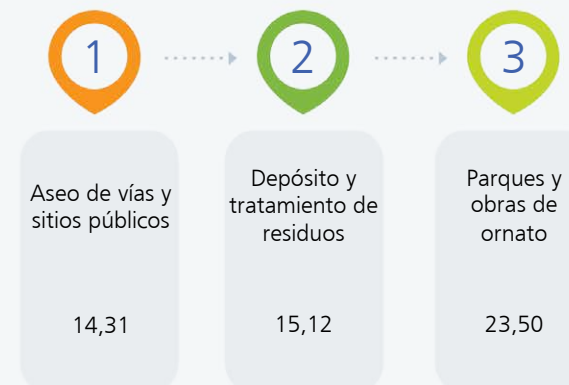 1
2
3
Aseo de vías y
sitios públicos
14,31
Depósito y
tratamiento de
residuos
15,12
Parques y
obras de
ornato
23,50